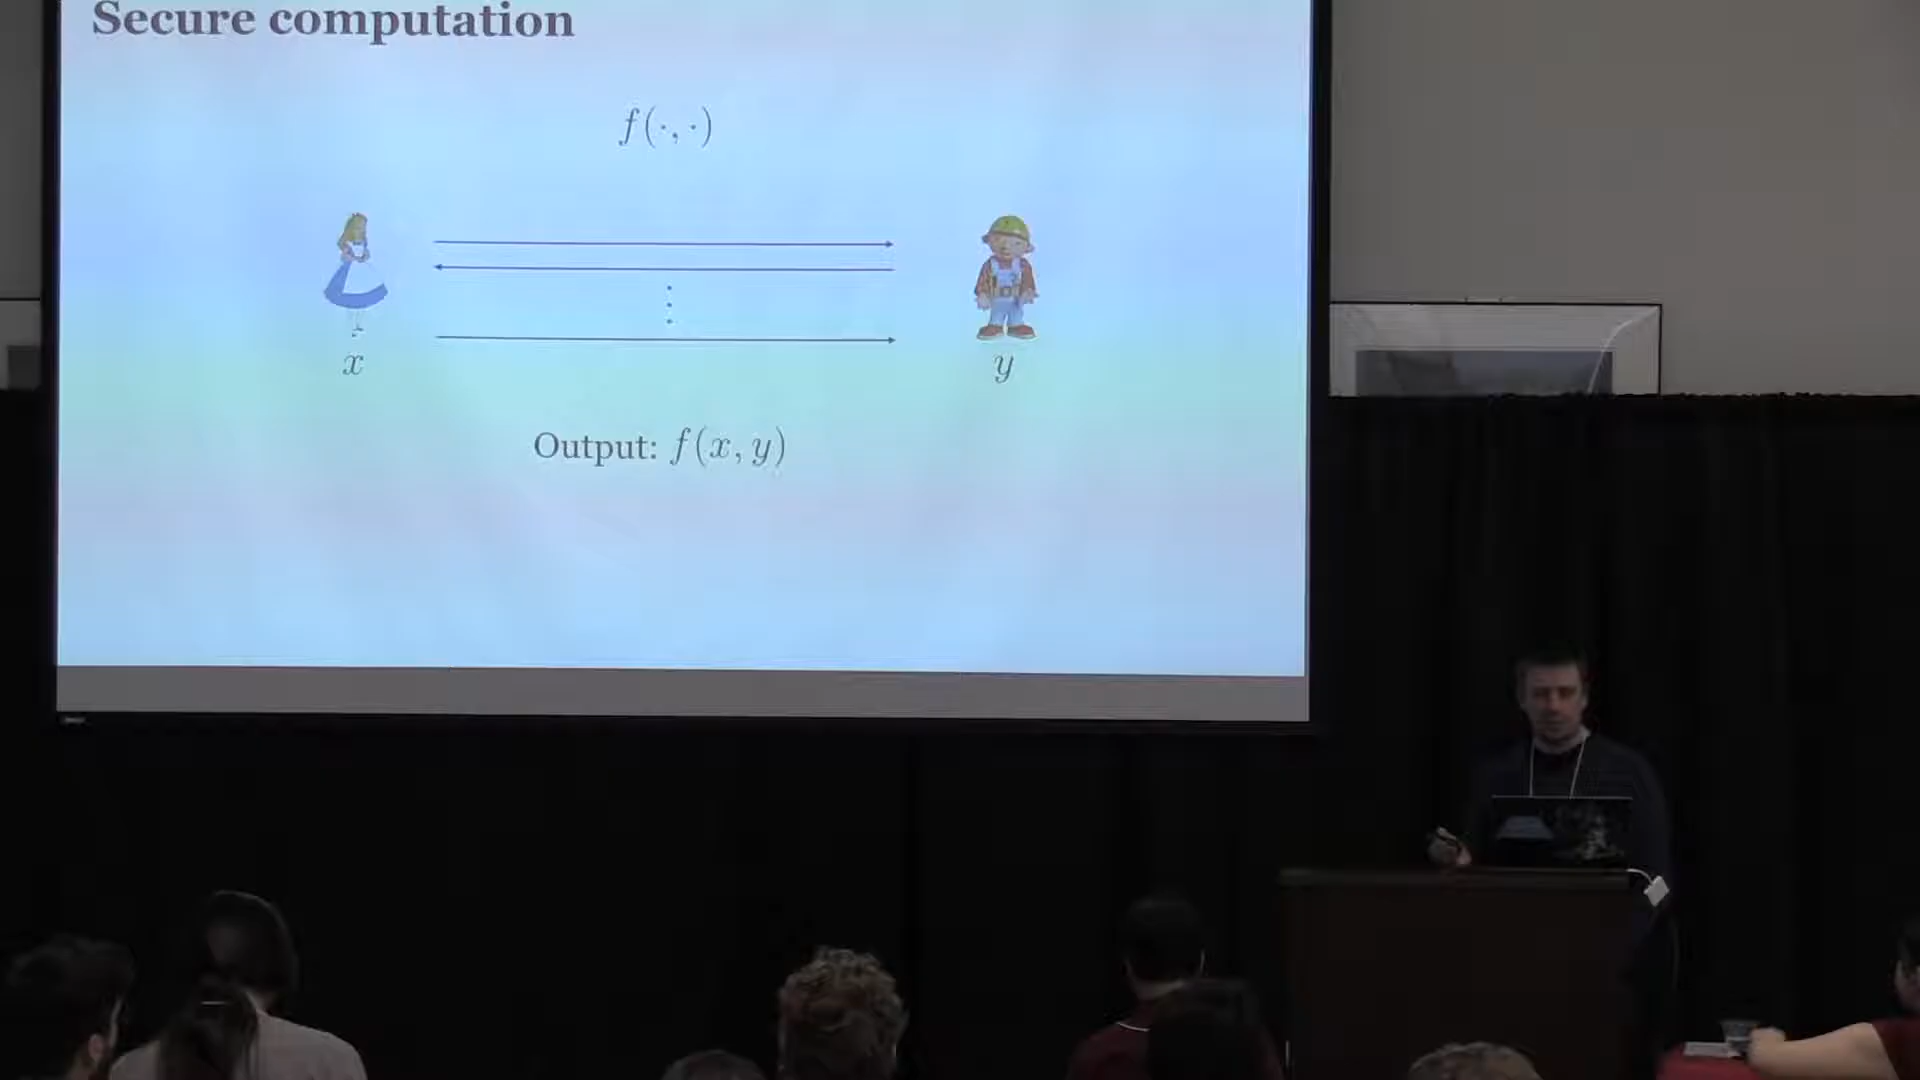 Secure computation
f(·, ·)
x
y
Output: f(x, y)